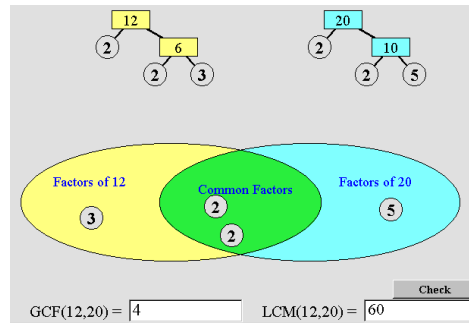 12 20
2 6 2 10
2 3 2 5
Factors of 12 Common Factors Factors of 20
3 2 5
2
Check
GCF(12,20) = 4 LCM(12,20) = 60